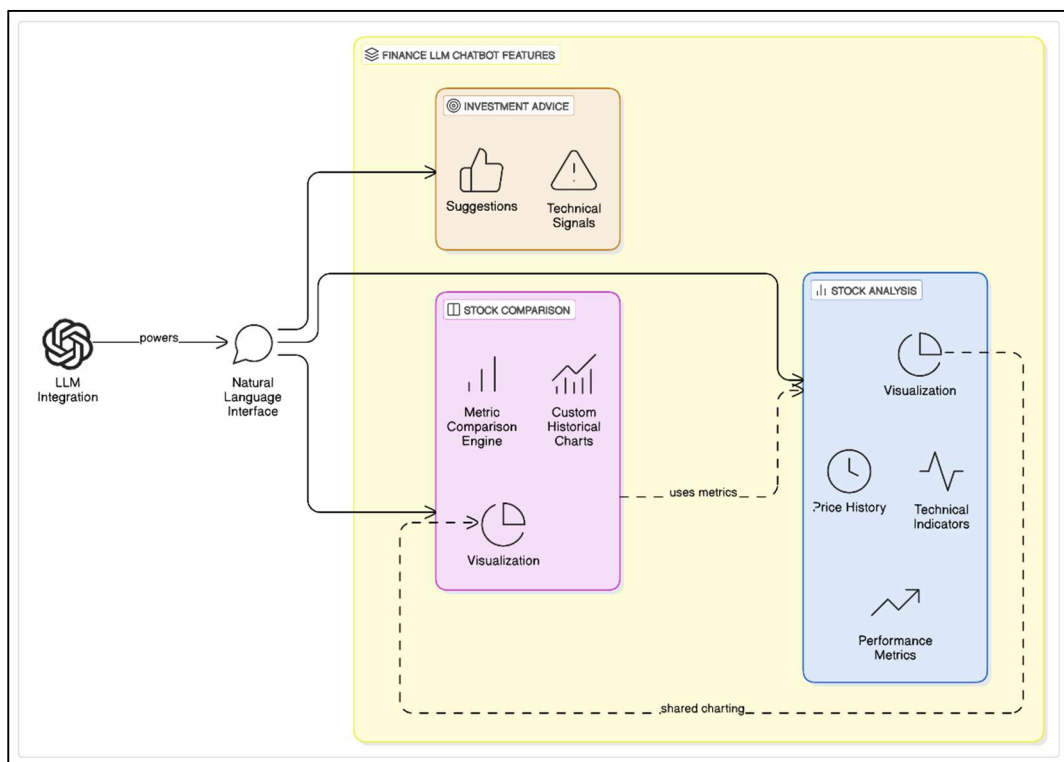 FINANCE LLM CHATBOT FEATURES
INVESTMENT ADVICE
Suggestions
Technical
Signals
STOCK COMPARISON
STOCK ANALYSIS
powers
LLM
Integration
Natural
Language
Interface
Metric
Comparison
Engine
Custom
Historical
Charts
Visualization
uses metrics
Visualization
Price History
Technical
Indicators
Performance
Metrics
shared charting